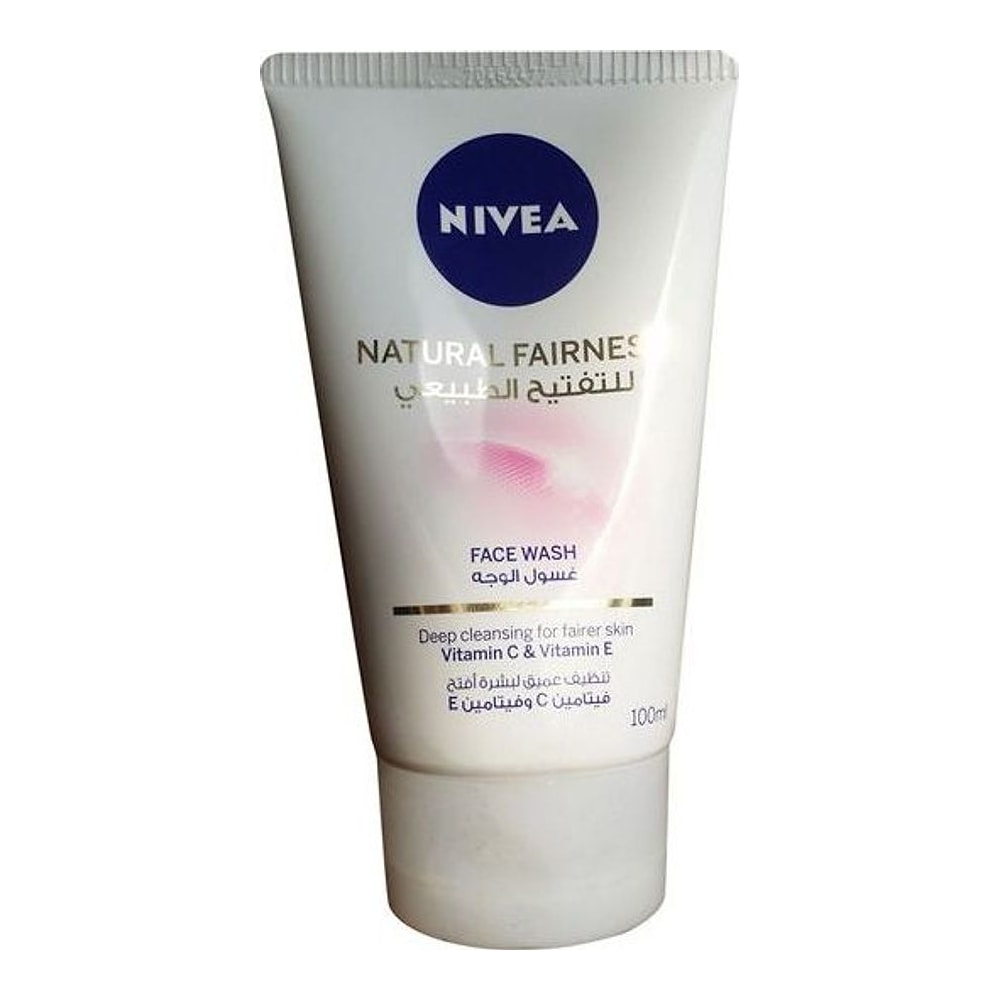 NIVEA
NATURAL FAIRNES
للتفتيح الطبيعي
FACE WASH
غسول الوجه
Deep cleansing for fairer skin
Vitamin C & Vitamin E
تنظيف عميق لبشرة أفتح
فيتامين C وفيتامين E
100ml